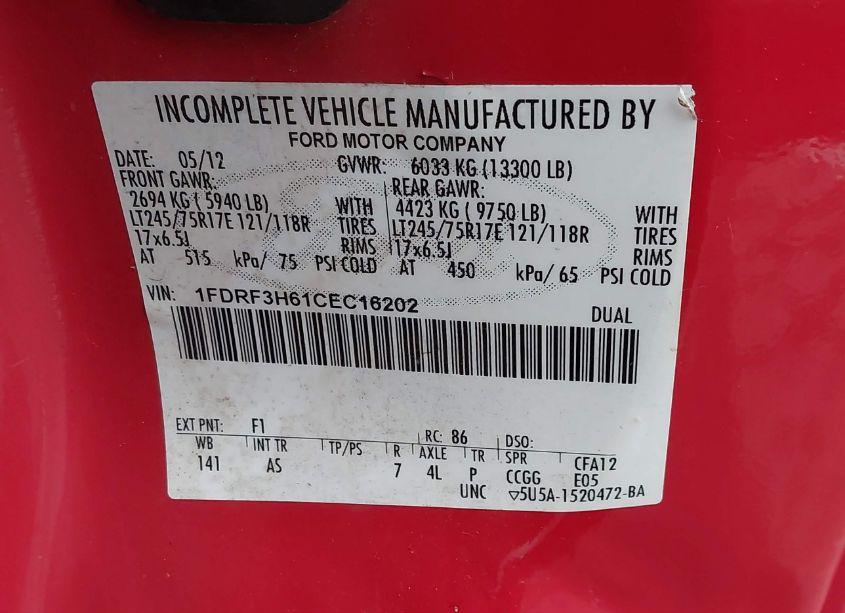 INCOMPLETE VEHICLE MANUFACTURED BY
FORD MOTOR COMPANY
DATE: 05/12 GVWR: 6033 KG (13300 LB)
FRONT GAWR: REAR GAWR:
2694 KG ( 5940 LB) WITH 4423 KG ( 9750 LB) WITH
LT245/75R17E 121/118R TIRES LT245/75R17E 121/118R TIRES
17x6.5J RIMS 17x6.5J RIMS
AT 515 kPa/ 75 PSI COLD AT 450 kPa/ 65 PSI COLD
VIN: 1FDRF3H61CEC16202
DUAL
EXT PNT: F1 RC: 86 DSO:
WB INT TR TP/PS R AXLE TR SPR CFA12
141 AS 7 4L P CCGG E05
UNC ▽5U5A-1520472-BA